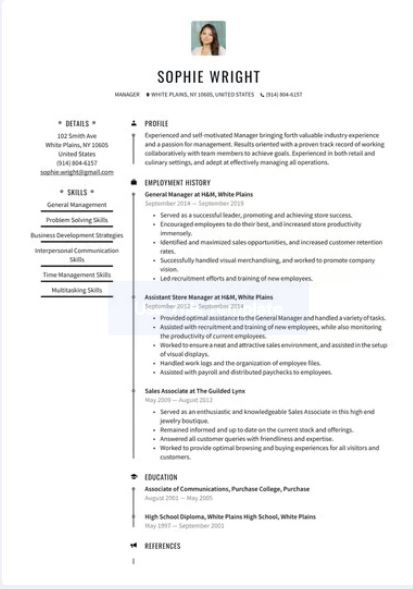 SOPHIE WRIGHT
MANAGER WHITE PLAINS, NY 10605, UNITED STATES (914) 804-6157
DETAILS
102 Smith Ave
White Plains, NY 10605
United States
(914) 804-6157
sophie.wright@gmail.com
SKILLS
General Management
Problem Solving Skills
Business Development Strategies
Interpersonal Communication
Skills
Time Management Skills
Multitasking Skills
PROFILE
Experienced and self-motivated Manager bringing forth valuable industry experience
and a passion for management. Results oriented with a proven track record of working
collaboratively with team members to achieve goals. Experienced in both retail and
culinary settings, and adept at effectively managing all operations.
EMPLOYMENT HISTORY
General Manager at H&M, White Plains
September 2014 — September 2019
• Served as a successful leader, promoting and achieving store success.
• Encouraged employees to do their best, and increased store productivity
immensely.
• Identified and maximized sales opportunities, and increased customer retention
rates.
• Successfully handled visual merchandising, and worked to promote company
vision.
• Led recruitment efforts and training of new employees.
Assistant Store Manager at H&M, White Plains
September 2012 — September 2014
• Provided optimal assistance to the General Manager and handled a variety of tasks.
• Assisted with recruitment and training of new employees, while also monitoring
the productivity of current employees.
• Worked to ensure a neat and attractive sales environment, and assisted in the setup
of visual displays.
• Handled work logs and the organization of employee files.
• Assisted with payroll and distributed paychecks to employees.
Sales Associate at The Guilded Lynx
May 2009 — August 2012
• Served as an enthusiastic and knowledgeable Sales Associate in this high end
jewelry boutique.
• Remained informed and up to date on the current stock and offerings.
• Answered all customer queries with friendliness and expertise.
• Worked to provide optimal browsing and buying experiences for all visitors and
customers.
EDUCATION
Associate of Communications, Purchase College, Purchase
August 2001 — May 2005
High School Diploma, White Plains High School, White Plains
May 1997 — September 2001
REFERENCES